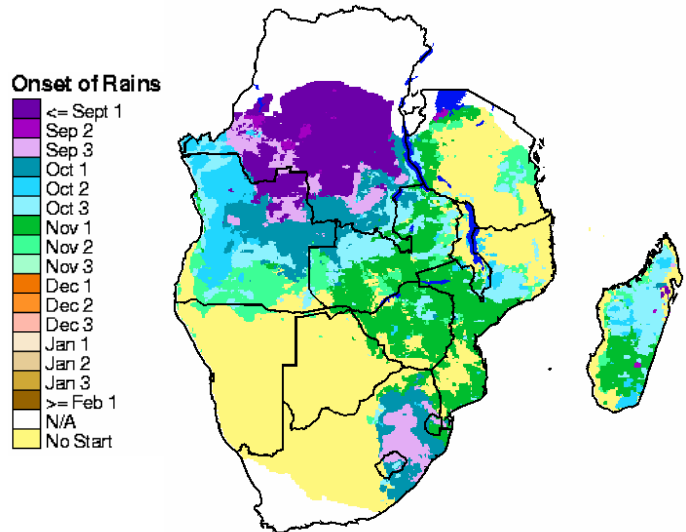 Onset of Rains
<= Sept 1
Sep 2
Sep 3
Oct 1
Oct 2
Oct 3
Nov 1
Nov 2
Nov 3
Dec 1
Dec 2
Dec 3
Jan 1
Jan 2
Jan 3
>= Feb 1
N/A
No Start